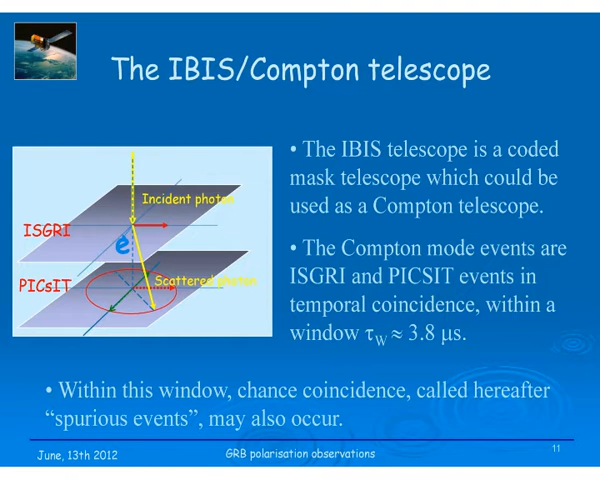 The IBIS/Compton telescope
Incident photon
ISGRI
e
PICsIT
Scattered photon
• The IBIS telescope is a coded
mask telescope which could be
used as a Compton telescope.
• The Compton mode events are
ISGRI and PICSIT events in
temporal coincidence, within a
window τW ≈ 3.8 μs.
• Within this window, chance coincidence, called hereafter
“spurious events”, may also occur.
June, 13th 2012
GRB polarisation observations
11